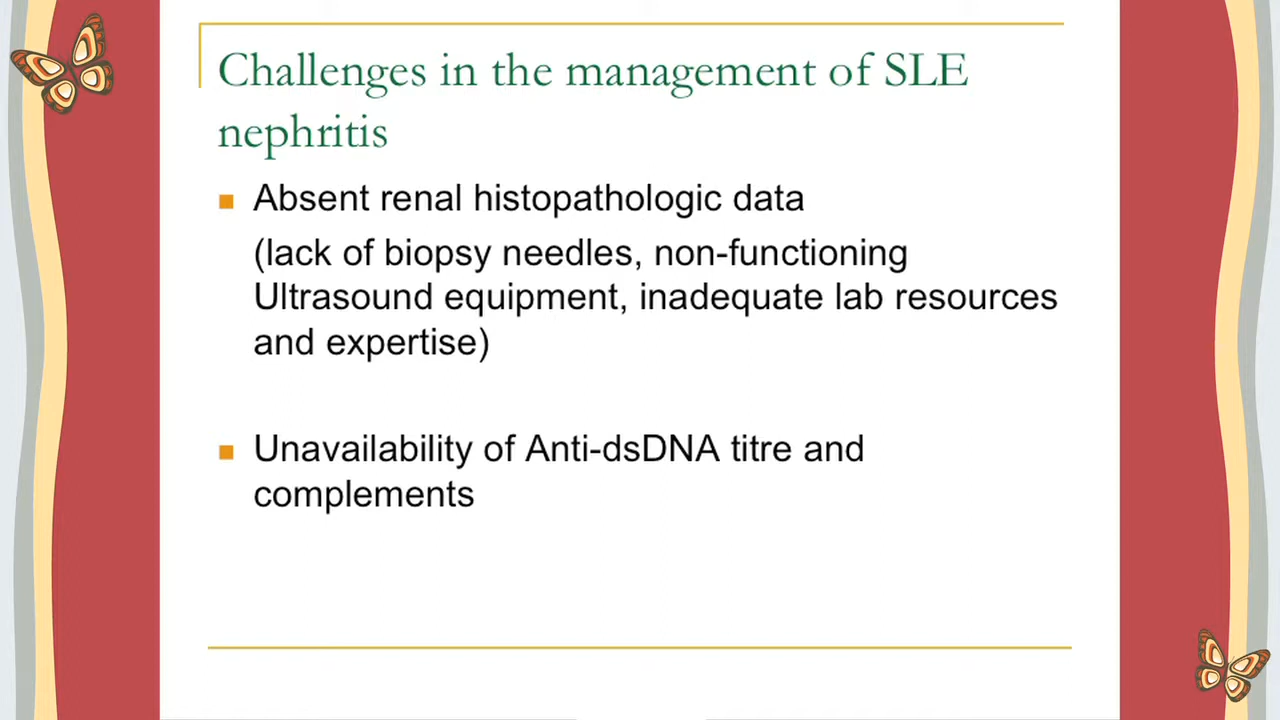 Challenges in the management of SLE
nephritis
Absent renal histopathologic data
(lack of biopsy needles, non-functioning
Ultrasound equipment, inadequate lab resources
and expertise)
Unavailability of Anti-dsDNA titre and
complements